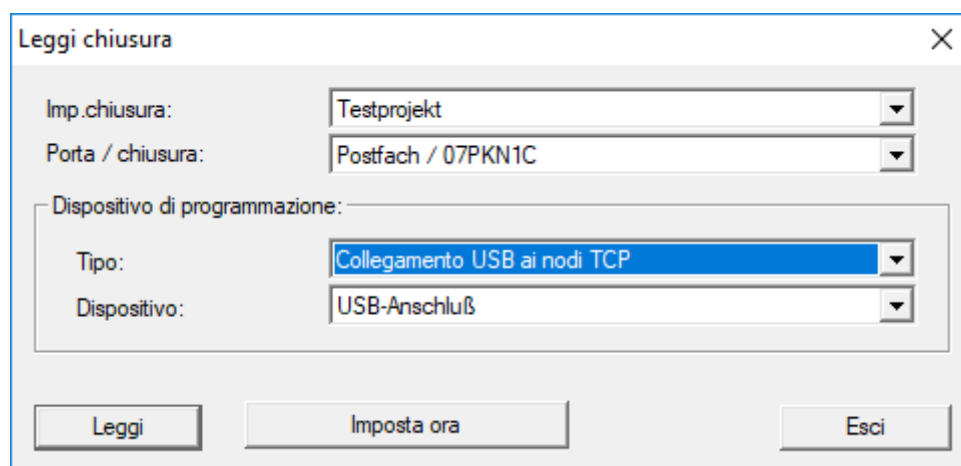 Leggi chiusura
Imp.chiusura: Testprojekt
Porta / chiusura: Postfach / 07PKN1C
Dispositivo di programmazione:
Tipo: Collegamento USB ai nodi TCP
Dispositivo: USB-Anschluß
Leggi Imposta ora Esci